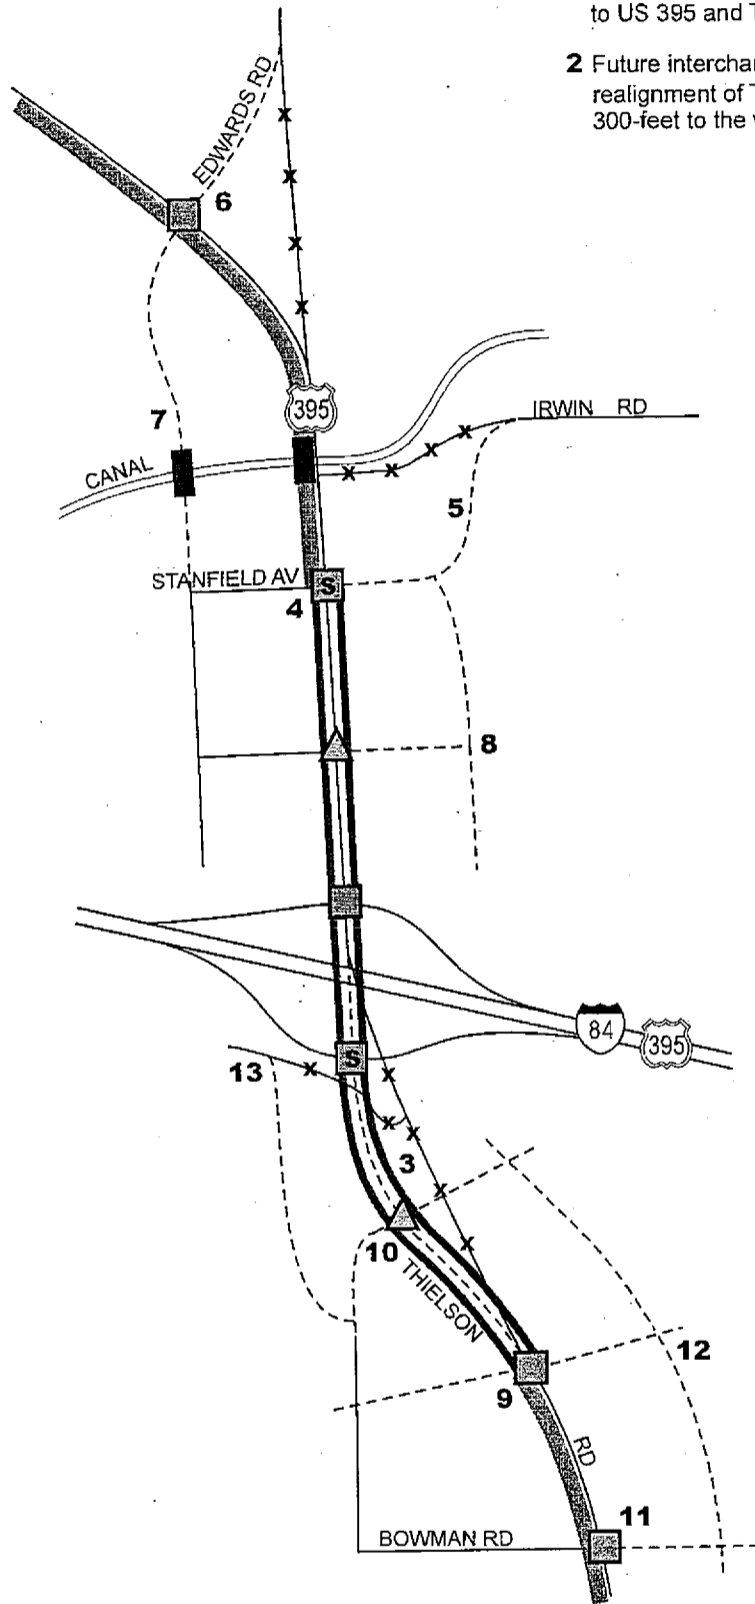 to US 395 and
2 Future
realignment of
300-feet to the
EDWARDS RD
6
395
7
IRWIN RD
CANAL
5
STANFIELD AV
S
4
8
84
395
S
13
3
10
THIELSON
12
9
RD
11
BOWMAN RD